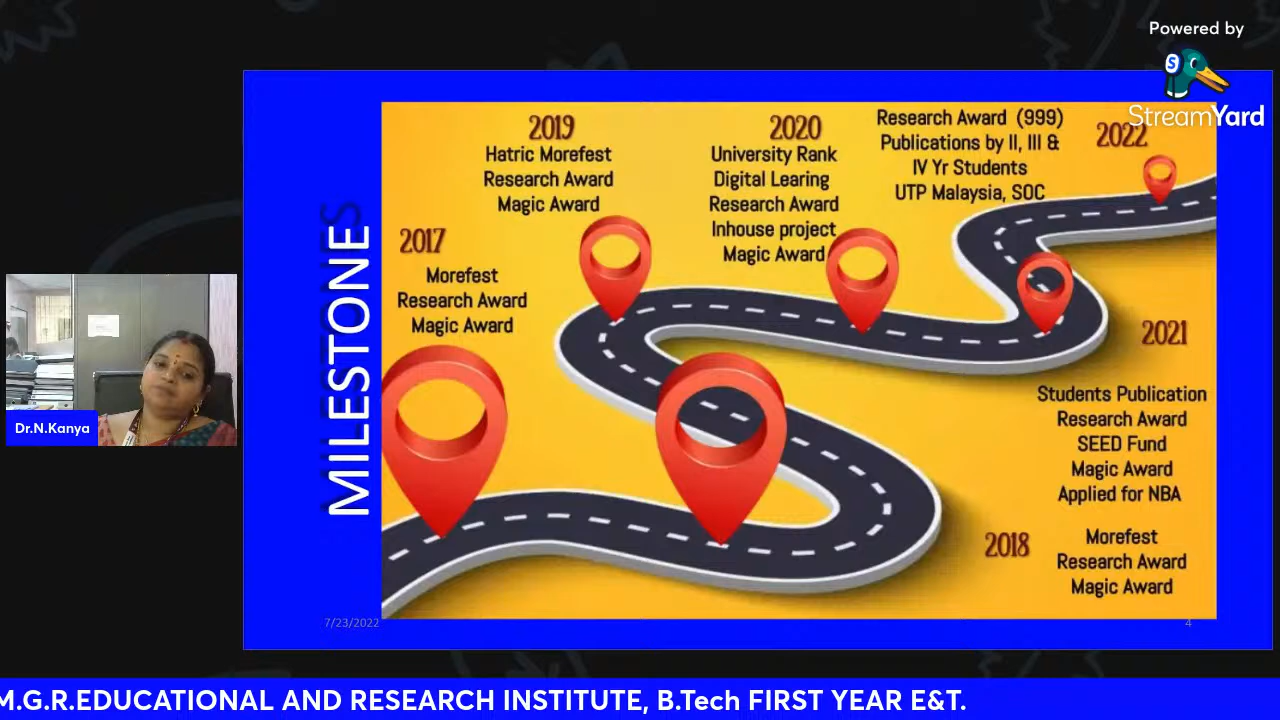 Powered by
StreamYard
MILESTONES
2017
Morefest
Research Award
Magic Award
2019
Hatric Morefest
Research Award
Magic Award
2020
University Rank
Digital Learing
Research Award
Inhouse project
Magic Award
Research Award (999)
Publications by II, III &
IV Yr Students
UTP Malaysia, SOC
2022
2021
Students Publication
Research Award
SEED Fund
Magic Award
Applied for NBA
2018
Morefest
Research Award
Magic Award
7/23/2022
4
Dr.N.Kanya
M.G.R.EDUCATIONAL AND RESEARCH INSTITUTE, B.Tech FIRST YEAR E&T.